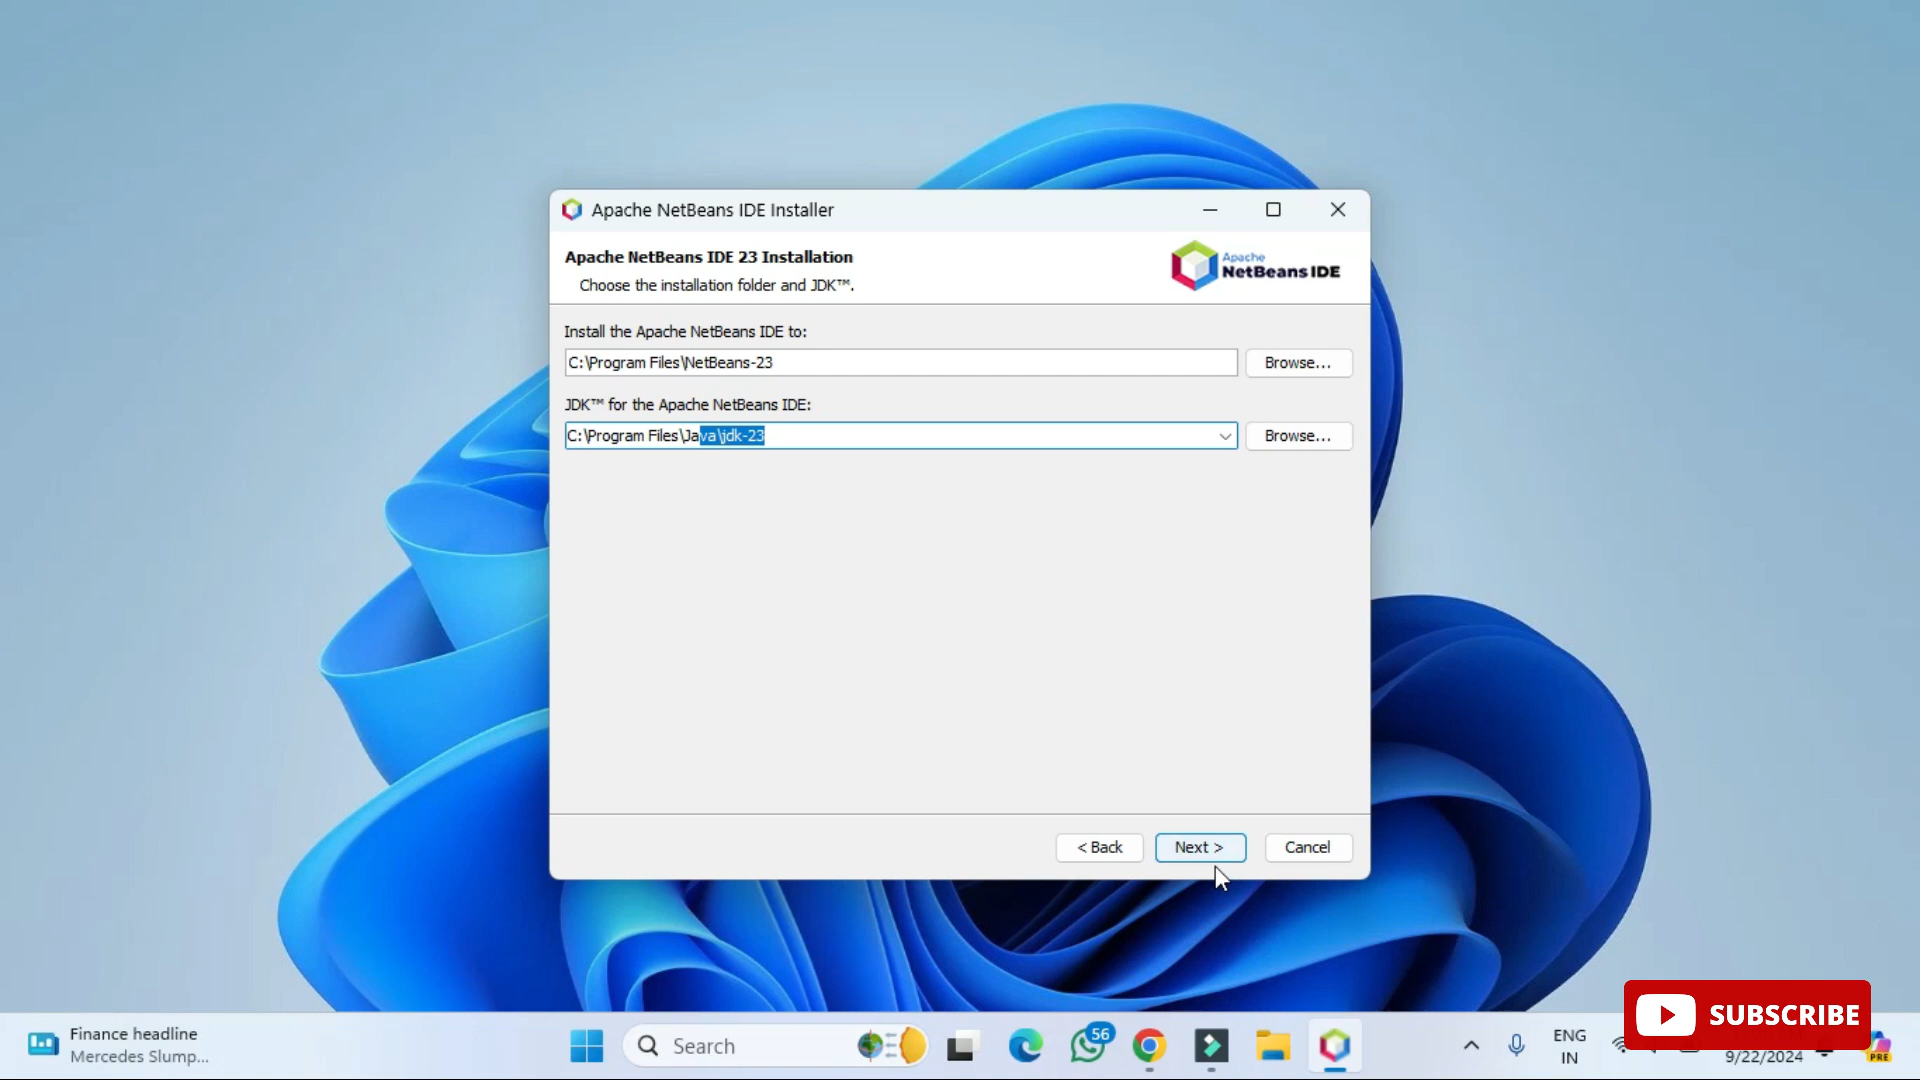 Apache NetBeans IDE Installer
Apache NetBeans IDE 23 Installation
Choose the installation folder and JDK™.
Apache
NetBeans IDE
Install the Apache NetBeans IDE to:
C:\Program Files\NetBeans-23
Browse...
JDK™ for the Apache NetBeans IDE:
C:\Program Files\Java\jdk-23
Browse...
< Back
Next >
Cancel
SUBSCRIBE
Finance headline
Mercedes Slump...
Search
56
ENG
IN
9/22/2024
PRE